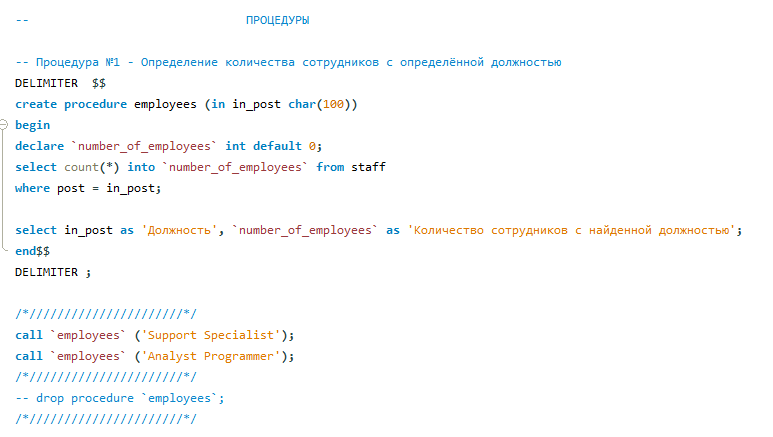 -- ПРОЦЕДУРЫ
-- Процедура №1 - Определение количества сотрудников с определённой должностью
DELIMITER $$
create procedure employees (in in_post char(100))
begin
declare `number_of_employees` int default 0;
select count(*) into `number_of_employees` from staff
where post = in_post;
select in_post as 'Должность', `number_of_employees` as 'Количество сотрудников с найденной должностью';
end$$
DELIMITER ;
/*//////////////////////*/
call `employees` ('Support Specialist');
call `employees` ('Analyst Programmer');
/*//////////////////////*/
-- drop procedure `employees`;
/*//////////////////////*/